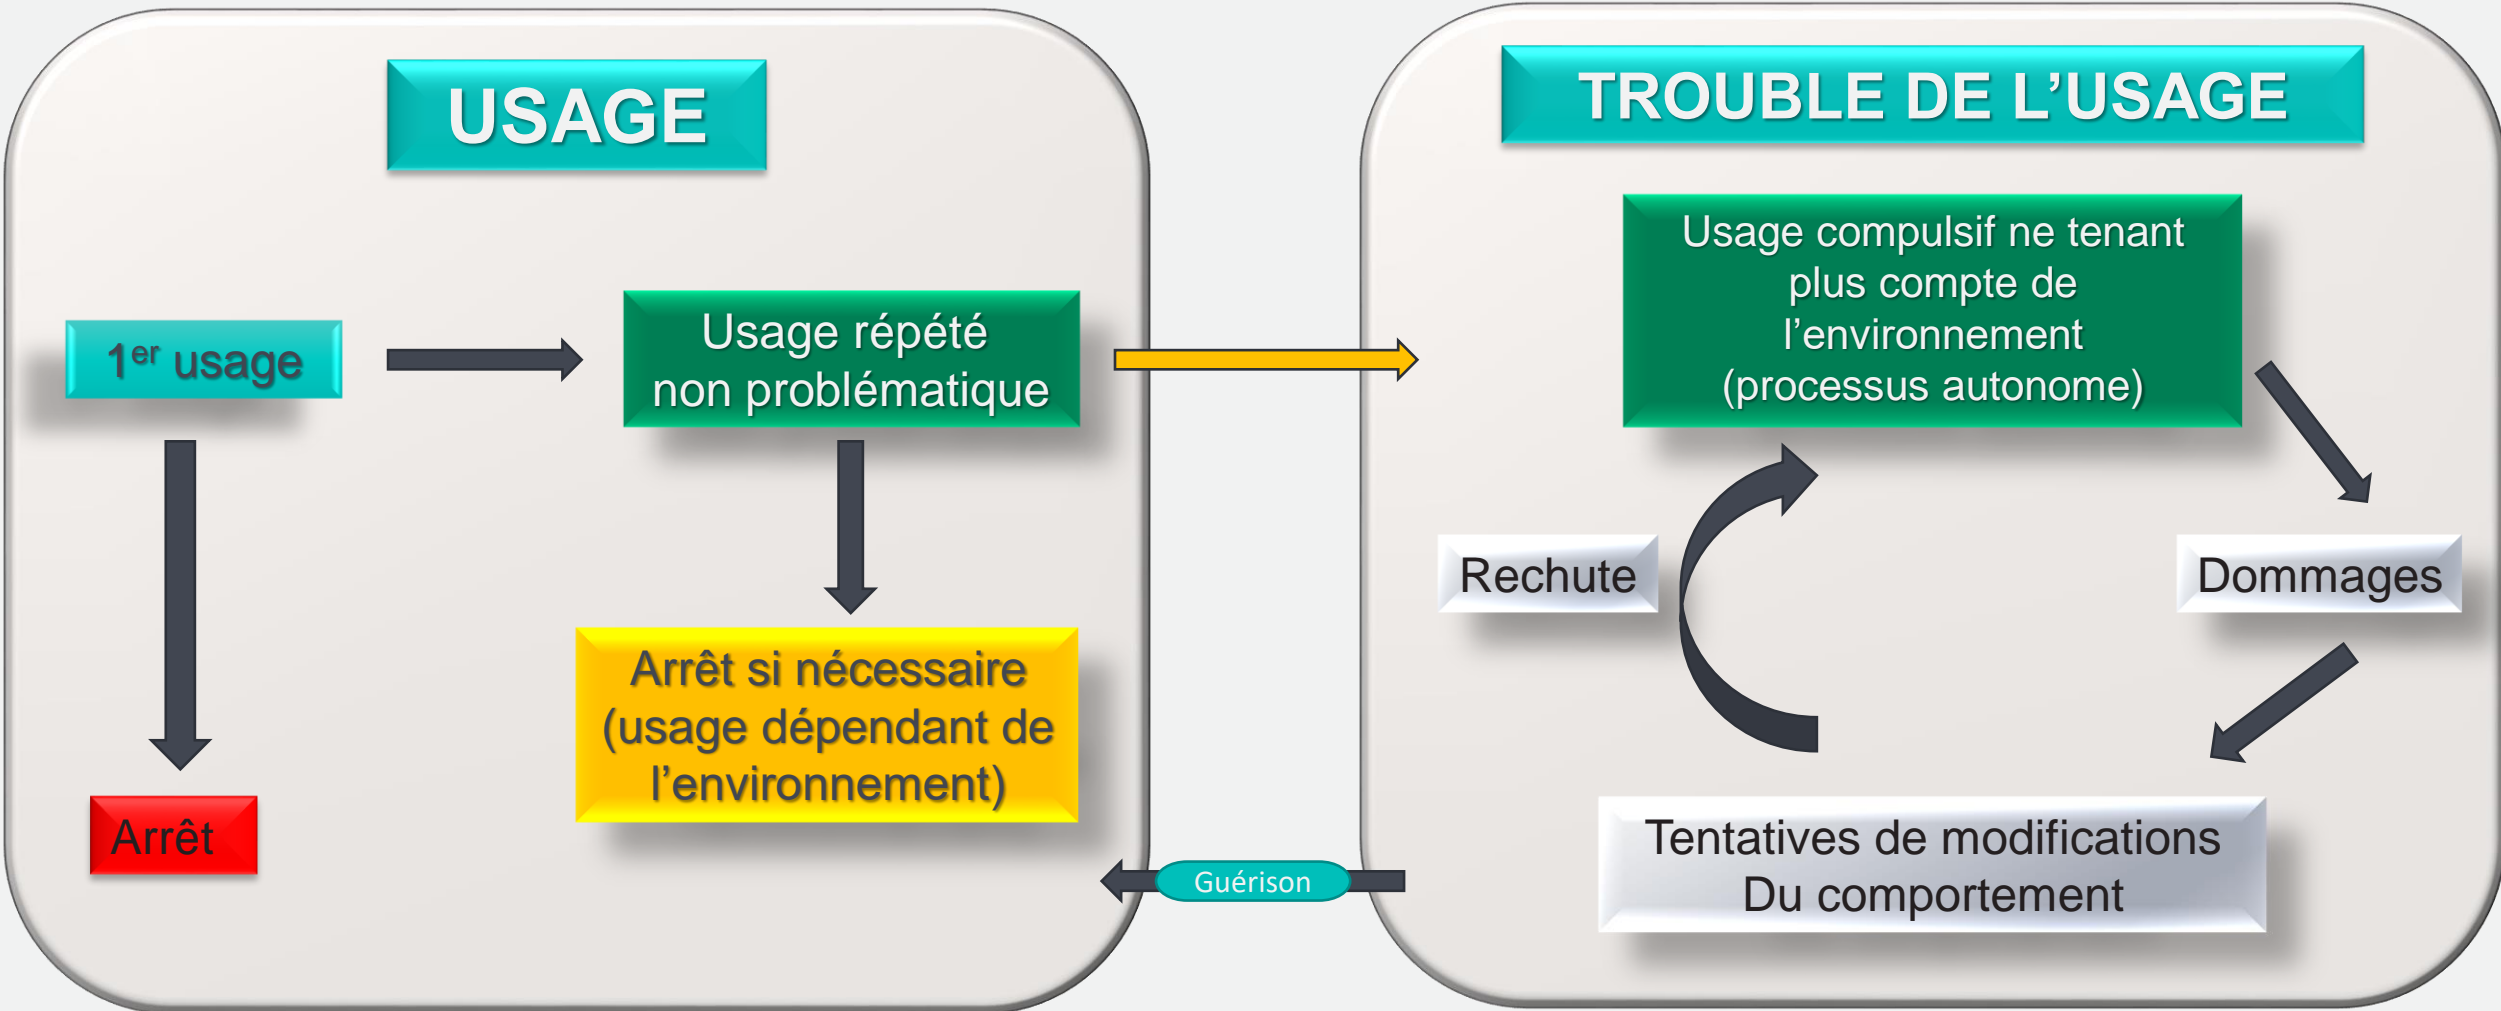 USAGE
1er usage
Usage répété
non problématique
Arrêt si nécessaire
(usage dépendant de
l’environnement)
Arrêt
Guérison
TROUBLE DE L’USAGE
Usage compulsif ne tenant
plus compte de
l’environnement
(processus autonome)
Rechute
Dommages
Tentatives de modifications
Du comportement